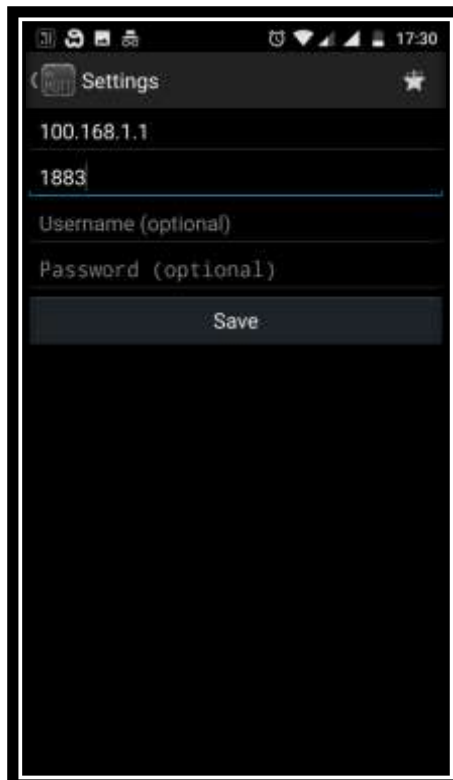 17:30
Settings
100.168.1.1
1883
Username (optional)
Password (optional)
Save